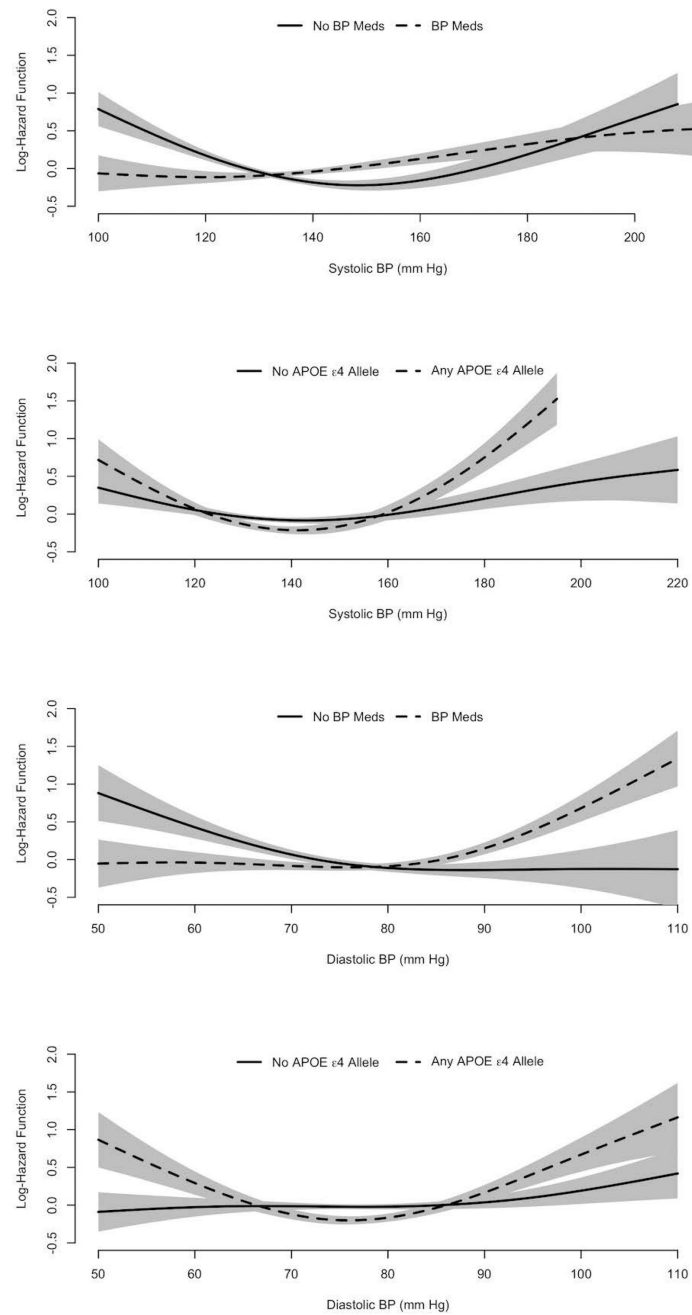 No BP Meds BP Meds
Log-Hazard Function
2.0
1.5
1.0
0.5
0.0
-0.5
100 120 140 160 180 200
Systolic BP (mm Hg)
No APOE ε4 Allele Any APOE ε4 Allele
Log-Hazard Function
2.0
1.5
1.0
0.5
0.0
-0.5
100 120 140 160 180 200 220
Systolic BP (mm Hg)
No BP Meds BP Meds
Log-Hazard Function
2.0
1.5
1.0
0.5
0.0
-0.5
50 60 70 80 90 100 110
Diastolic BP (mm Hg)
No APOE ε4 Allele Any APOE ε4 Allele
Log-Hazard Function
2.0
1.5
1.0
0.5
0.0
-0.5
50 60 70 80 90 100 110
Diastolic BP (mm Hg)